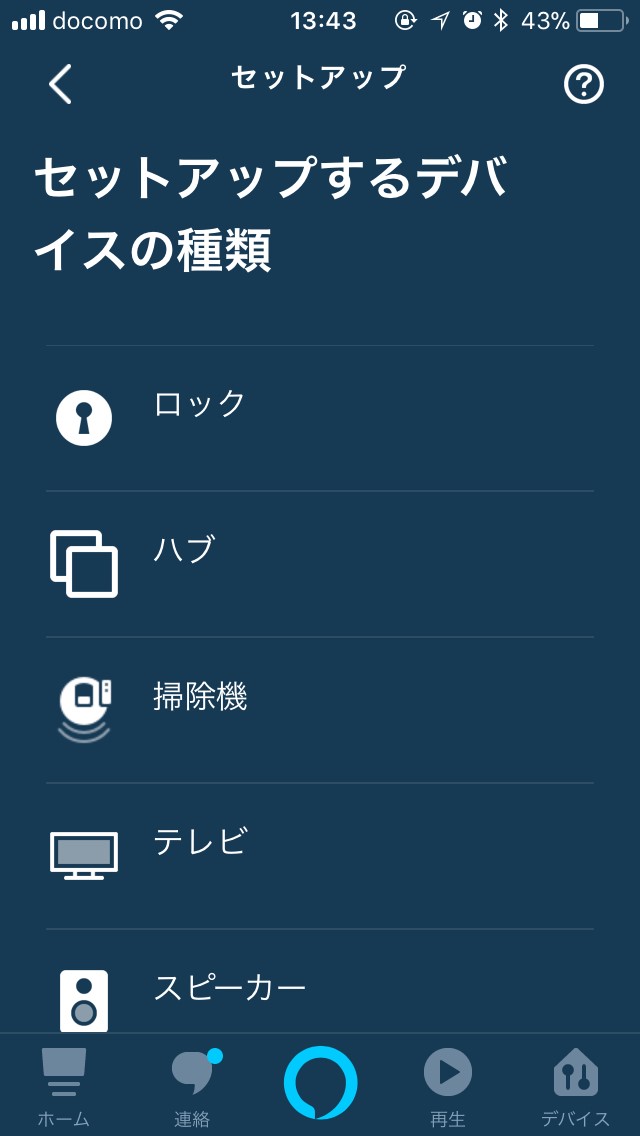 docomo 13:43 43%
セットアップ
セットアップするデバ
イスの種類
ロック
ハブ
掃除機
テレビ
スピーカー
ホーム 連絡 再生 デバイス